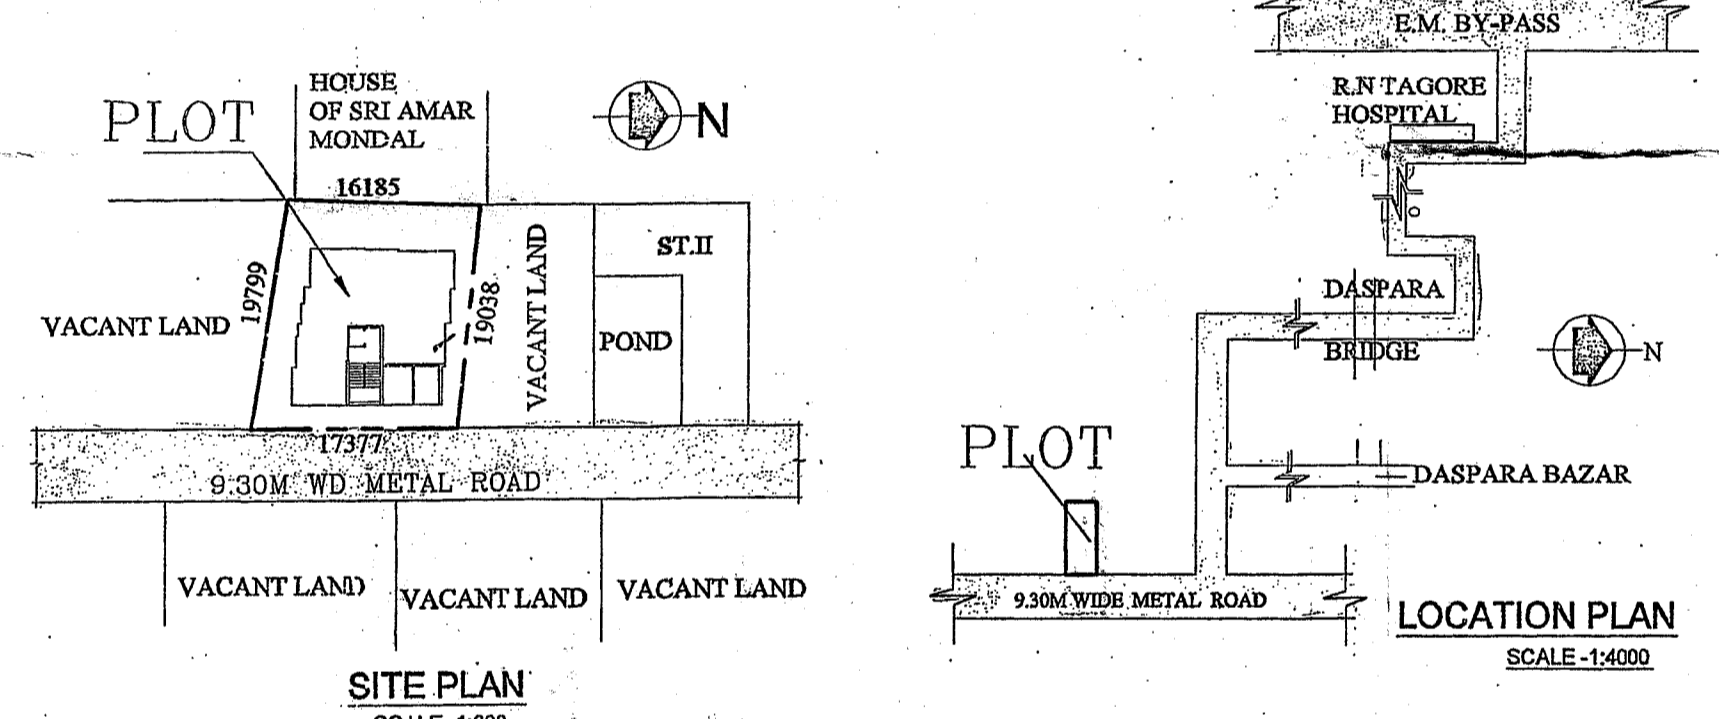 PLOT
HOUSE
OF SRI AMAR
MONDAL
N
16185
19799
19038
VACANT LAND
VACANT LAND
ST.II
POND
17377
9.30M WD METAL ROAD
VACANT LAND
VACANT LAND
VACANT LAND
SITE PLAN
E.M. BY-PASS
R.N TAGORE
HOSPITAL
DASPARA
BRIDGE
N
PLOT
DASPARA BAZAR
9.30M WIDE METAL ROAD
LOCATION PLAN
SCALE -1:4000